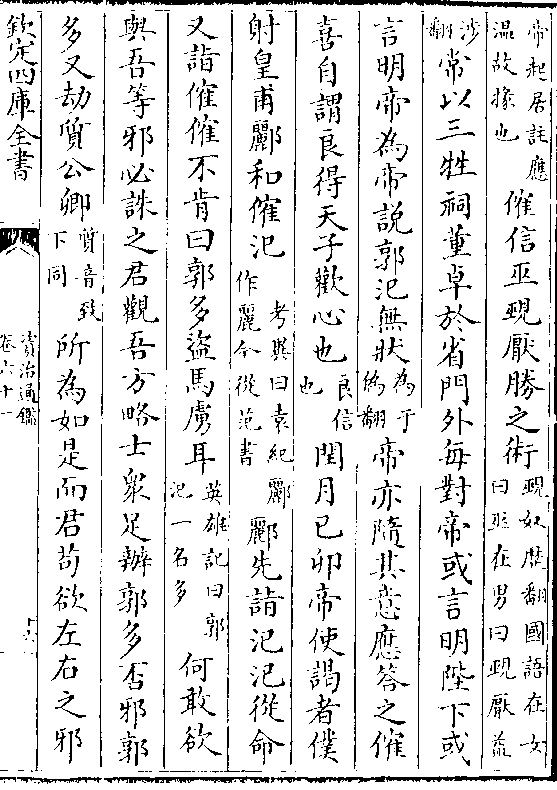 帝起居註應温故掾也傕信巫覡厭勝之術覡奴歷翻國語在女曰巫在男曰覡厭益
沙翻常以三牲祠董卓於省門外每對帝或言明陛下或
言明帝為帝說郭汜無狀為于偽翻帝亦隨其意應答之傕
喜自謂良得天子歡心也良信也閏月己卯帝使謁者僕
射皇甫酈和傕汜考異曰袁紀酈作麗今從范書酈先詣汜汜從命
又詣傕傕不肯曰郭多盜馬虜耳英雄記曰郭汜一名多何敢欲
與吾等邪必誅之君觀吾方略士衆足辦郭多否邪郭
多又劫質公卿質音致下同所為如是而君苟欲左右之邪
欽定四庫全書
資治通鑑
卷六十一